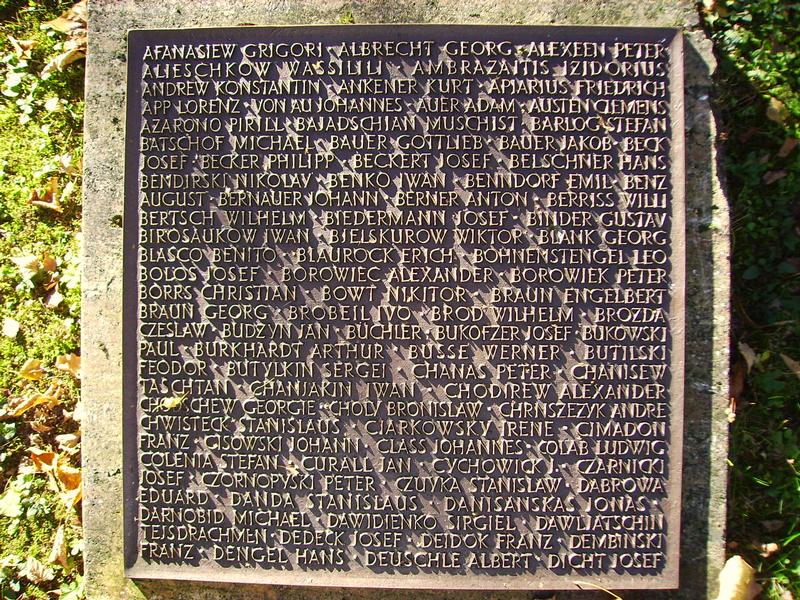 AFANASIEW GRIGORI · ALBRECHT GEORG · ALEXEEN PETER
ALIESCHKOW WASSILILI · AMBRAZAITIS IZIDORIUS
ANDREW KONSTANTIN · ANKENER KURT · APIARIUS FRIEDRICH
APP LORENZ · VON AU JOHANNES · AUER ADAM · AUSTEN CLEMENS
AZARONO PIRILL · BAJADSCHIAN MUSCHIST · BARLOG STEFAN
BATSCHOF MICHAEL · BAUER GOTTLIEB · BAUER JAKOB · BECK
JOSEF · BECKER PHILIPP · BECKERT JOSEF · BELSCHNER HANS
BENDIRSKI NIKOLAV · BENKO IWAN · BENNDORF EMIL · BENZ
AUGUST · BERNAUER JOHANN · BERNER ANTON · BERRISS WILLI
BERTSCH WILHELM · BIEDERMANN JOSEF · BINDER GUSTAV
BIROSAUKOW IWAN · BIELSKUROW WIKTOR · BLANK GEORG
BLASCO BENITO · BLAUROCK ERICH · BOHNENSTENGEL LEO
BOLOS JOSEF · BOROWIEC ALEXANDER · BOROWIEK PETER
BORRS CHRISTIAN · BOWT NIKITOR · BRAUN ENGELBERT
BRAUN GEORG · BROBEIL IVO · BROD WILHELM · BROZDA
CZESLAW · BUDZYN JAN · BÜCHLER · BUKOFZER JOSEF · BUKOWSKI
PAUL · BURKHARDT ARTHUR · BUSSE WERNER · BUTILSKI
FEODOR · BUTYLKIN SERGEI · CHANAS PETER · CHANISEW
TASCHTAN · CHANJAKIN IWAN · CHODIREW ALEXANDER
GEORGIE · CHOLY BRONISLAW · CHRNSZEZYK ANDRE
CHWISTECK STANISLAUS · CIARKOWSKY IRENE · CIMADON
FRANZ · CISOWSKI JOHANN · CLASS JOHANNES · COLAB LUDWIG
COLENIA STEFAN · CURALL JAN · CYCHOWICK J. · CZARNICKI
JOSEF · CZORNOPYSKI PETER · CZUYKA STANISLAW · DABROWA
EDUARD · DANDA STANISLAUS · DANISANSKAS JONAS ·
DARNOBID MICHAEL · DAWIDIENKO SIRGIEL · DAWLJATSCHIN
TEJSDRACHMEN · DEDECK JOSEF · DEIDOK FRANZ · DEMBINSKI
FRANZ · DENGEL HANS · DEUSCHLE ALBERT · DICHT JOSEF